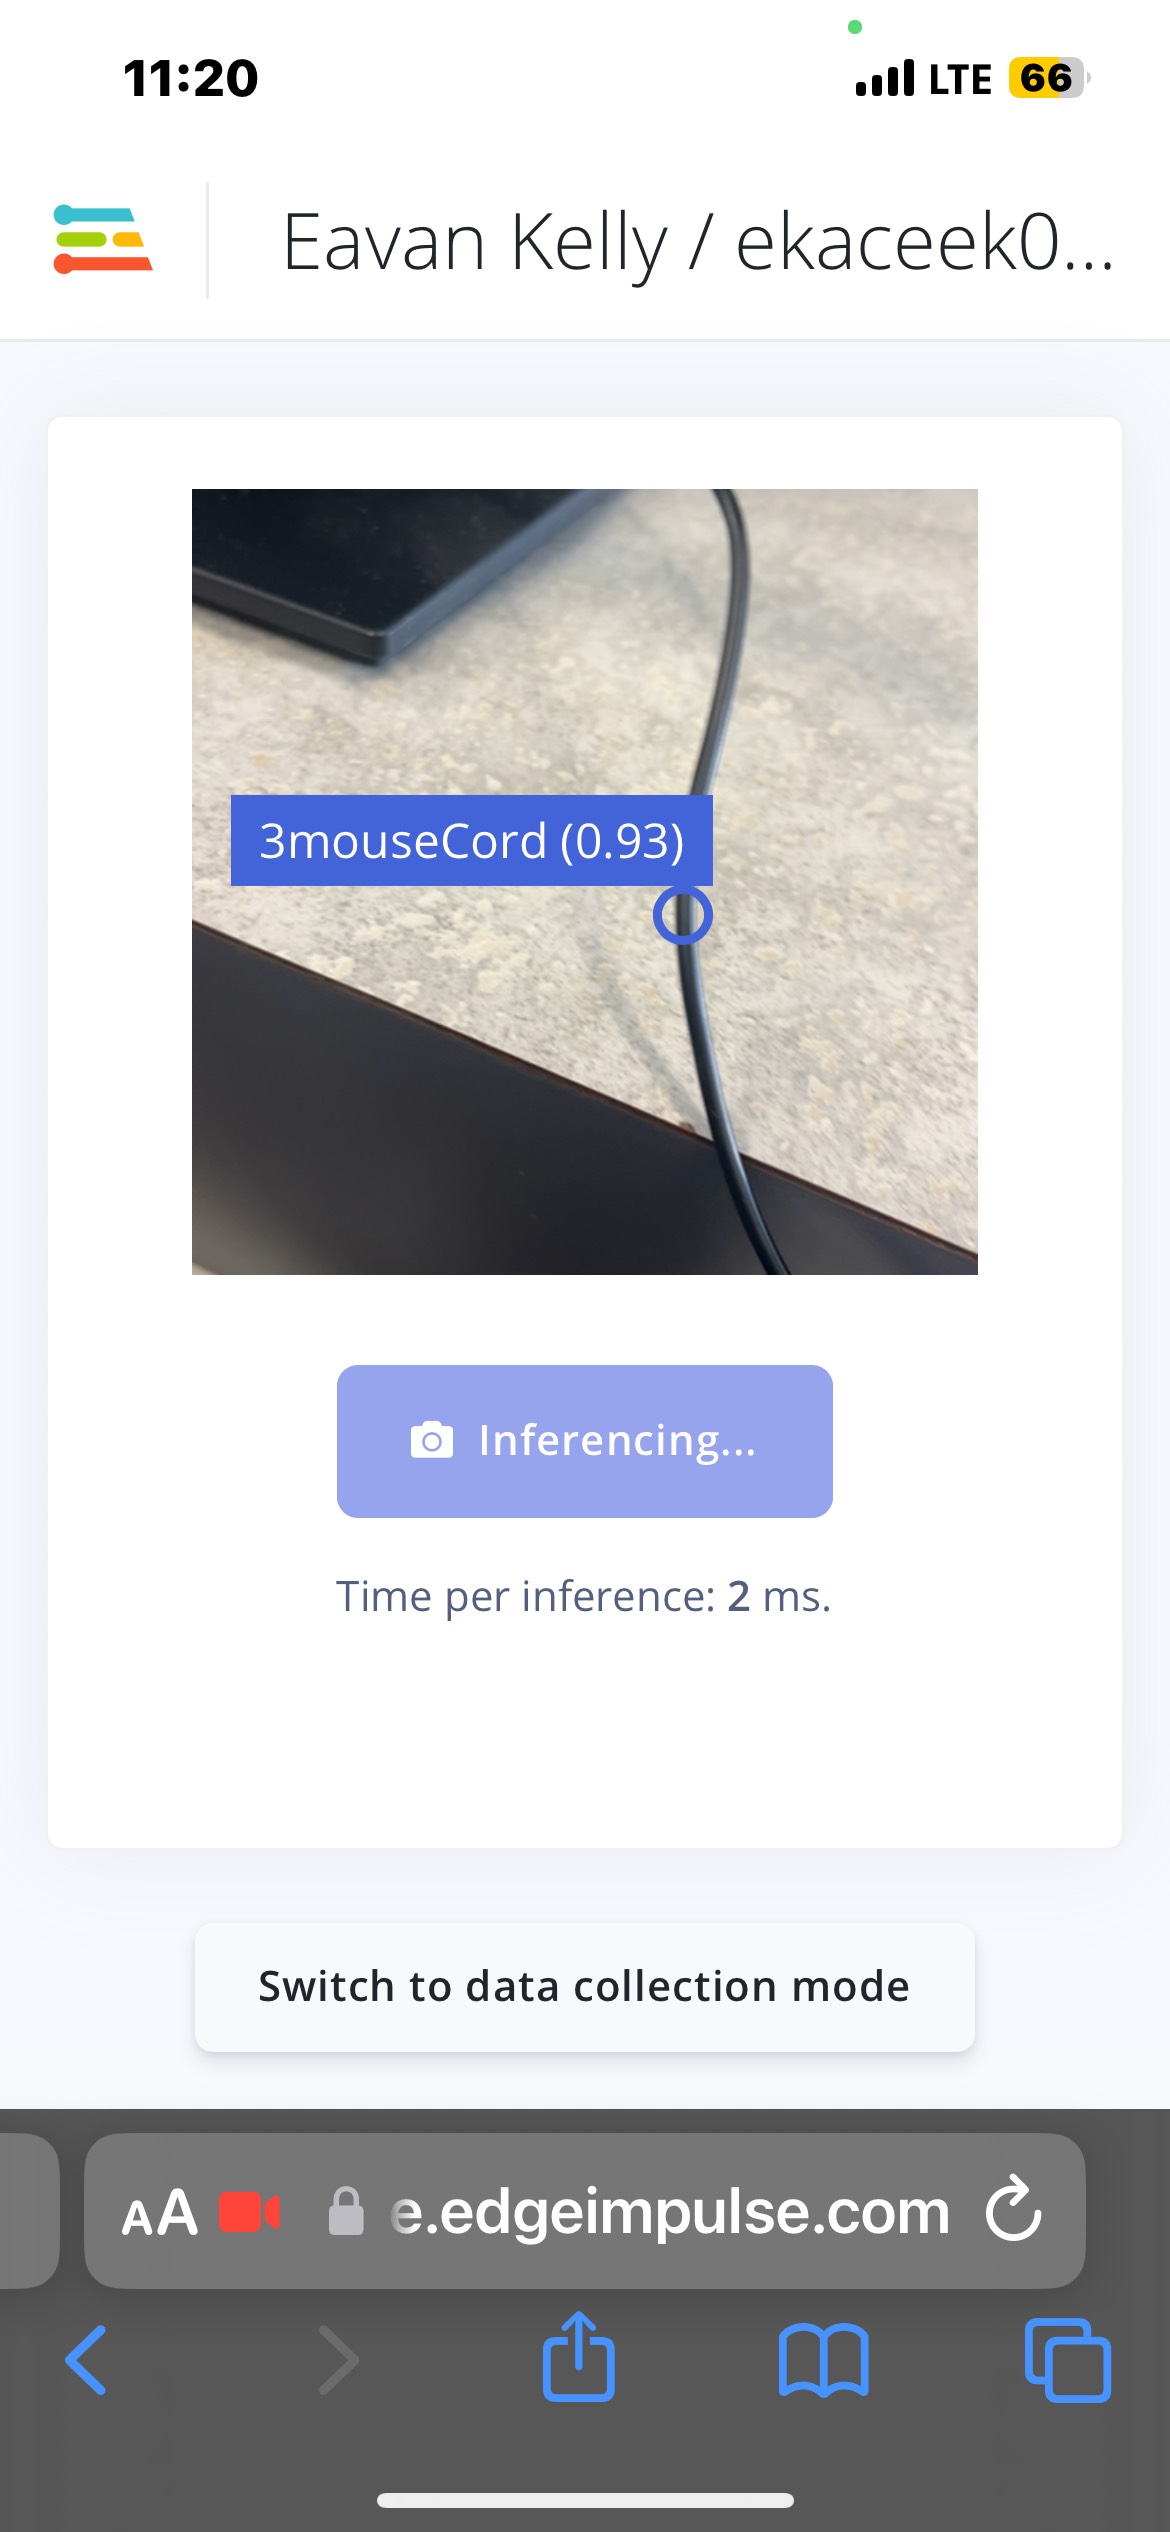 11:20
LTE 66
Eavan Kelly / ekaceek0...
3mouseCord (0.93)
Inferencing...
Time per inference: 2 ms.
Switch to data collection mode
AA e.edgeimpulse.com